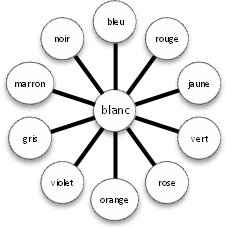 bleu
noir
rouge
marron
jaune
blanc
gris
vert
violet
rose
orange